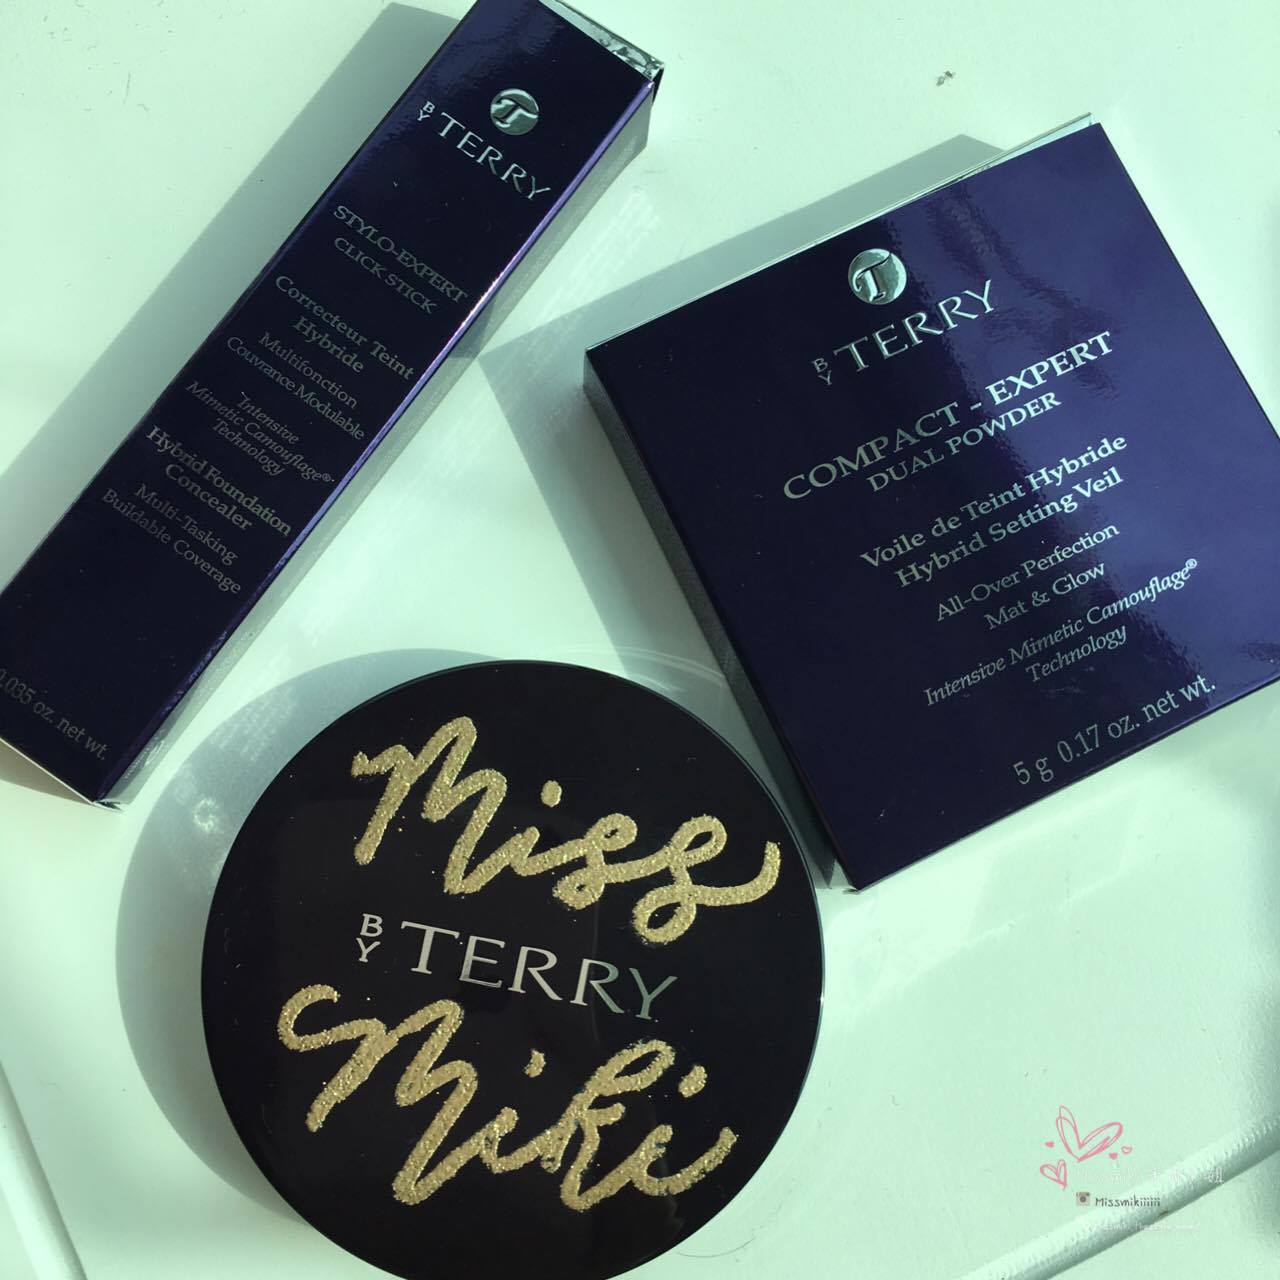 T
BY TERRY
STYLO-EXPERT
CLICK STICK
Correcteur Teint
Hybride
Multifonction
Couvrance Modulable
Intensive
Mimetic Camouflage®
Technology
Hybrid Foundation
Concealer
Multi-Tasking
Buildable Coverage
0.035 oz. net wt.
T
BY TERRY
COMPACT - EXPERT
DUAL POWDER
Voile de Teint Hybride
Hybrid Setting Veil
All-Over Perfection
Mat & Glow
Intensive Mimetic Camouflage®
Technology
5 g 0.17 oz. net wt.
Miss
BY TERRY
Miki
Missmikiiiiii